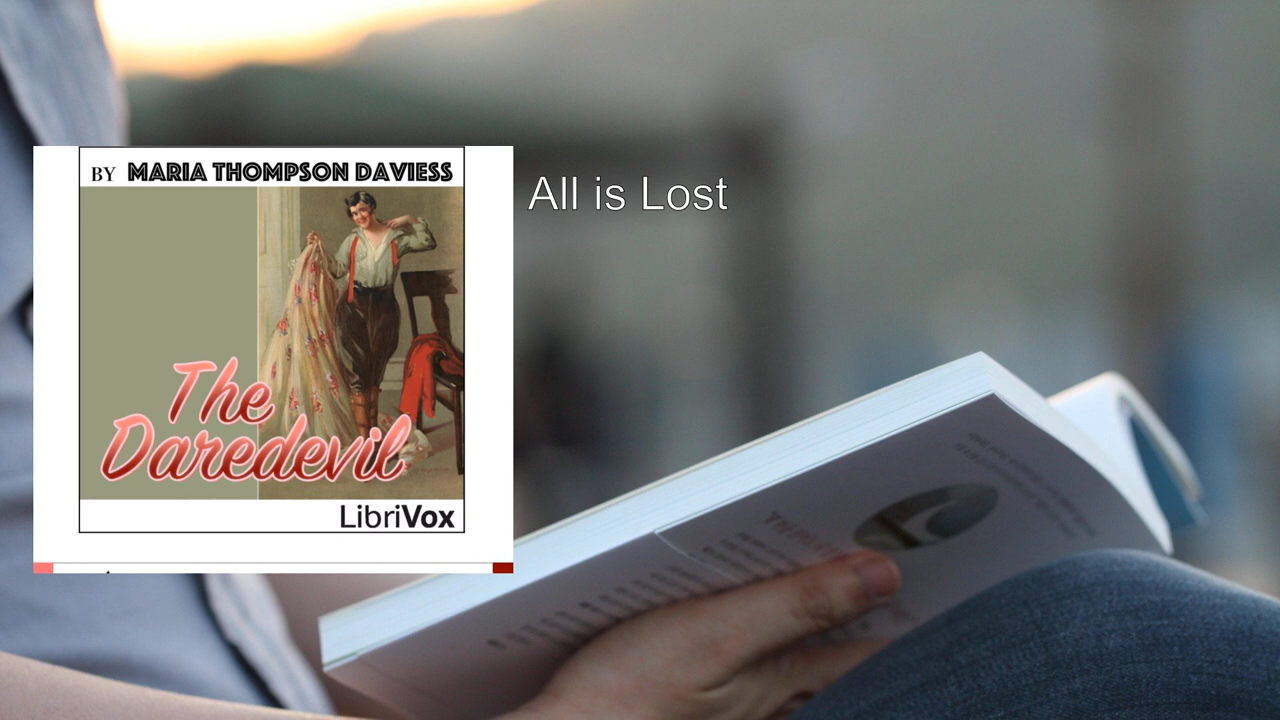 BY MARIA THOMPSON DAVIESS
The
Daredevil
LibriVox
All is Lost